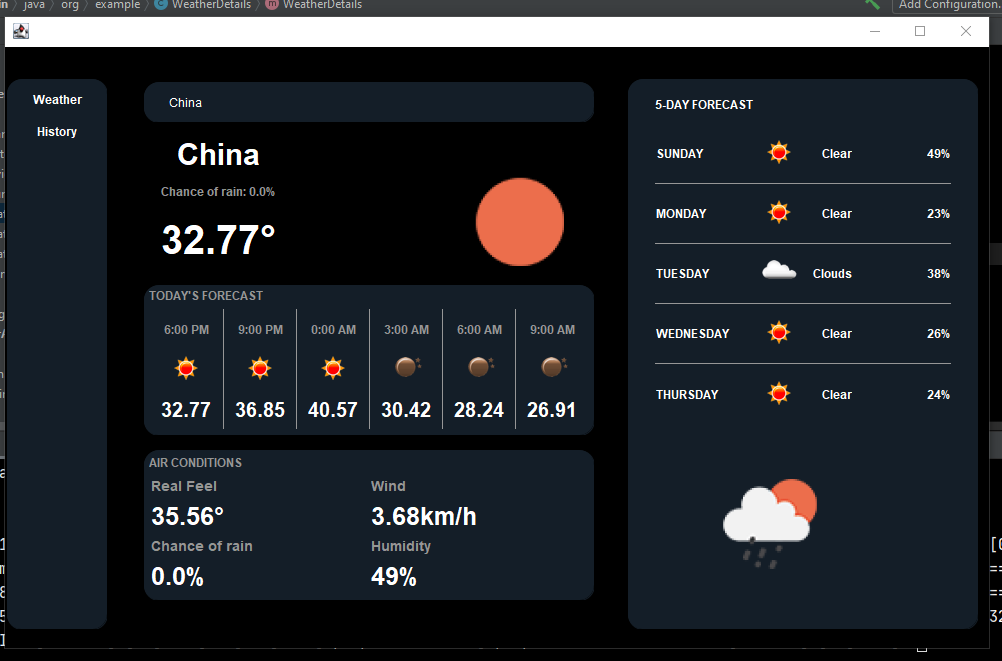 in > java > org > example > WeatherDetails > WeatherDetails
Add Configuration.
Weather
History
China
China
Chance of rain: 0.0%
32.77°
TODAY'S FORECAST
6:00 PM 9:00 PM 0:00 AM 3:00 AM 6:00 AM 9:00 AM
32.77 36.85 40.57 30.42 28.24 26.91
AIR CONDITIONS
Real Feel Wind
35.56° 3.68km/h
Chance of rain Humidity
0.0% 49%
5-DAY FORECAST
SUNDAY Clear 49%
MONDAY Clear 23%
TUESDAY Clouds 38%
WEDNESDAY Clear 26%
THURSDAY Clear 24%